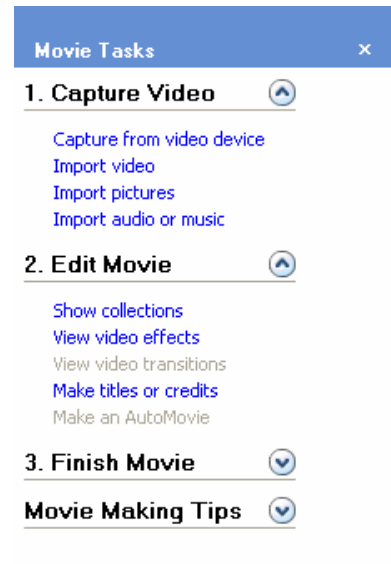 Movie Tasks
1. Capture Video
Capture from video device
Import video
Import pictures
Import audio or music
2. Edit Movie
Show collections
View video effects
View video transitions
Make titles or credits
Make an AutoMovie
3. Finish Movie
Movie Making Tips